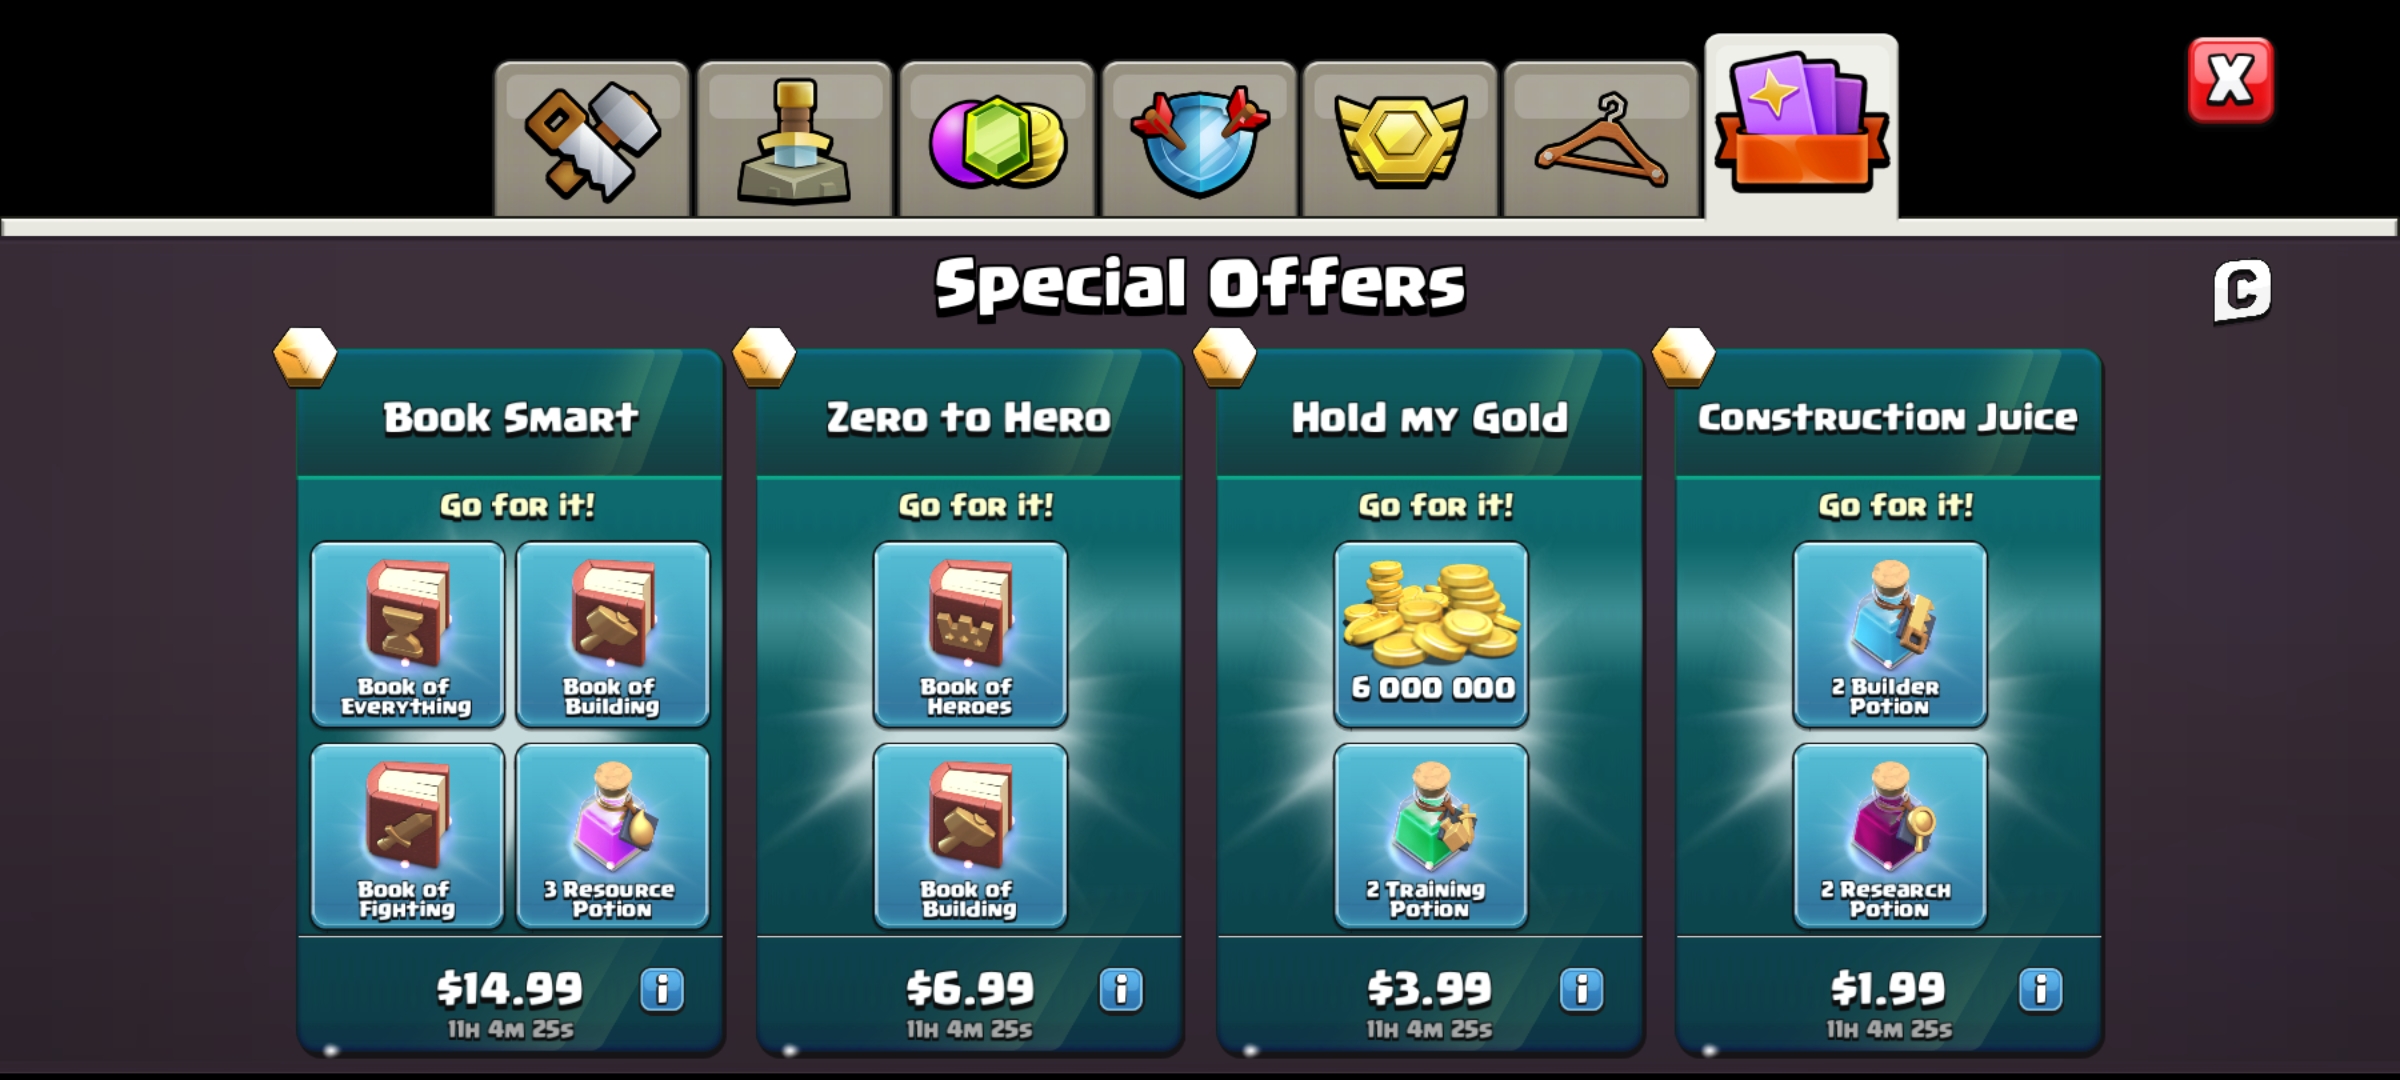 X
Special Offers
C
Book Smart
Go for it!
Book of
Everything
Book of
Building
Book of
Fighting
3 Resource
Potion
$14.99
i
11H 4M 25s
Zero to Hero
Go for it!
Book of
Heroes
Book of
Building
$6.99
i
11H 4M 25s
Hold my Gold
Go for it!
6 000 000
2 Training
Potion
$3.99
i
11H 4M 25s
Construction Juice
Go for it!
2 Builder
Potion
2 Research
Potion
$1.99
i
11H 4M 25s